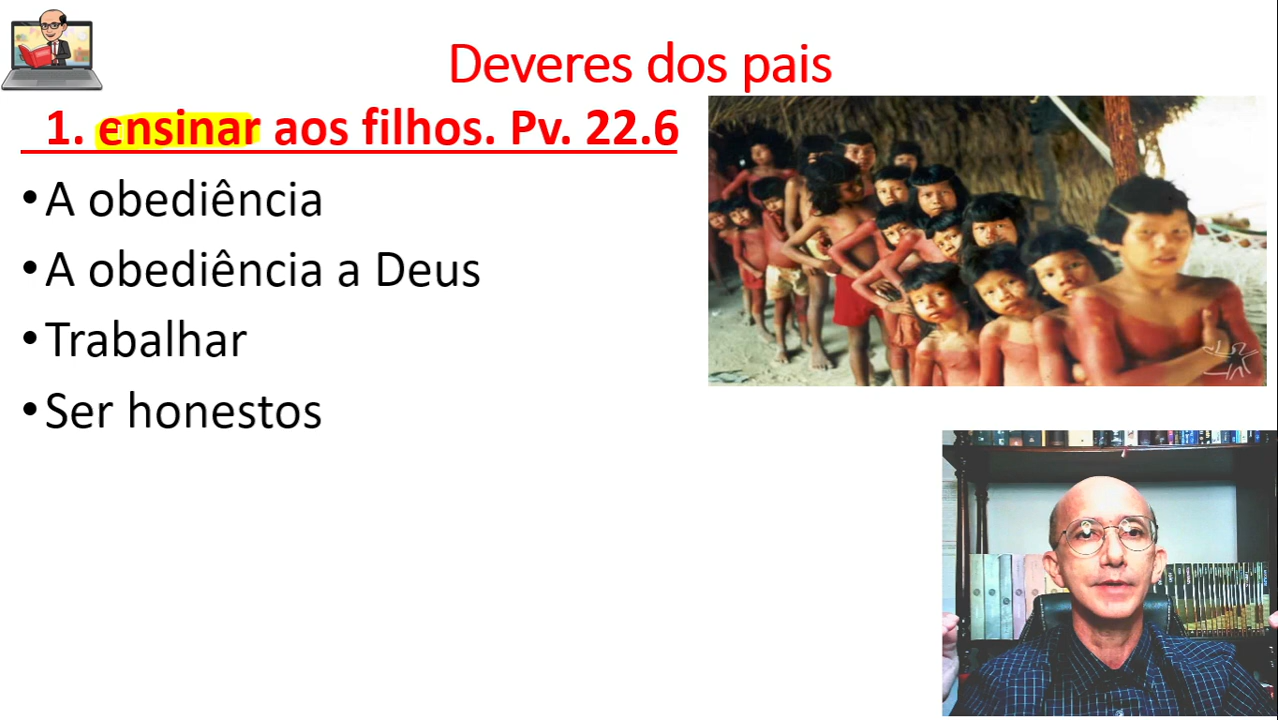 Deveres dos pais
1. ensinar aos filhos. Pv. 22.6
•A obediência
•A obediência a Deus
•Trabalhar
•Ser honestos